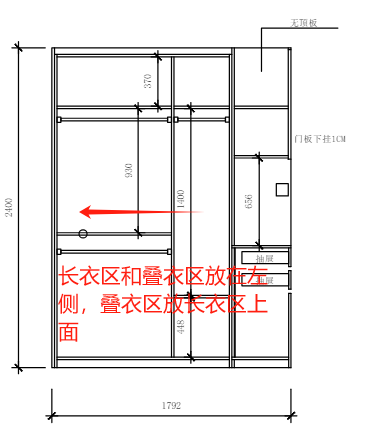 无顶板
370
门板下挂1CM
930
1400
656
2400
抽屉
抽屉
长衣区和叠衣区放在左
侧，叠衣区放长衣区上
面
448
1792